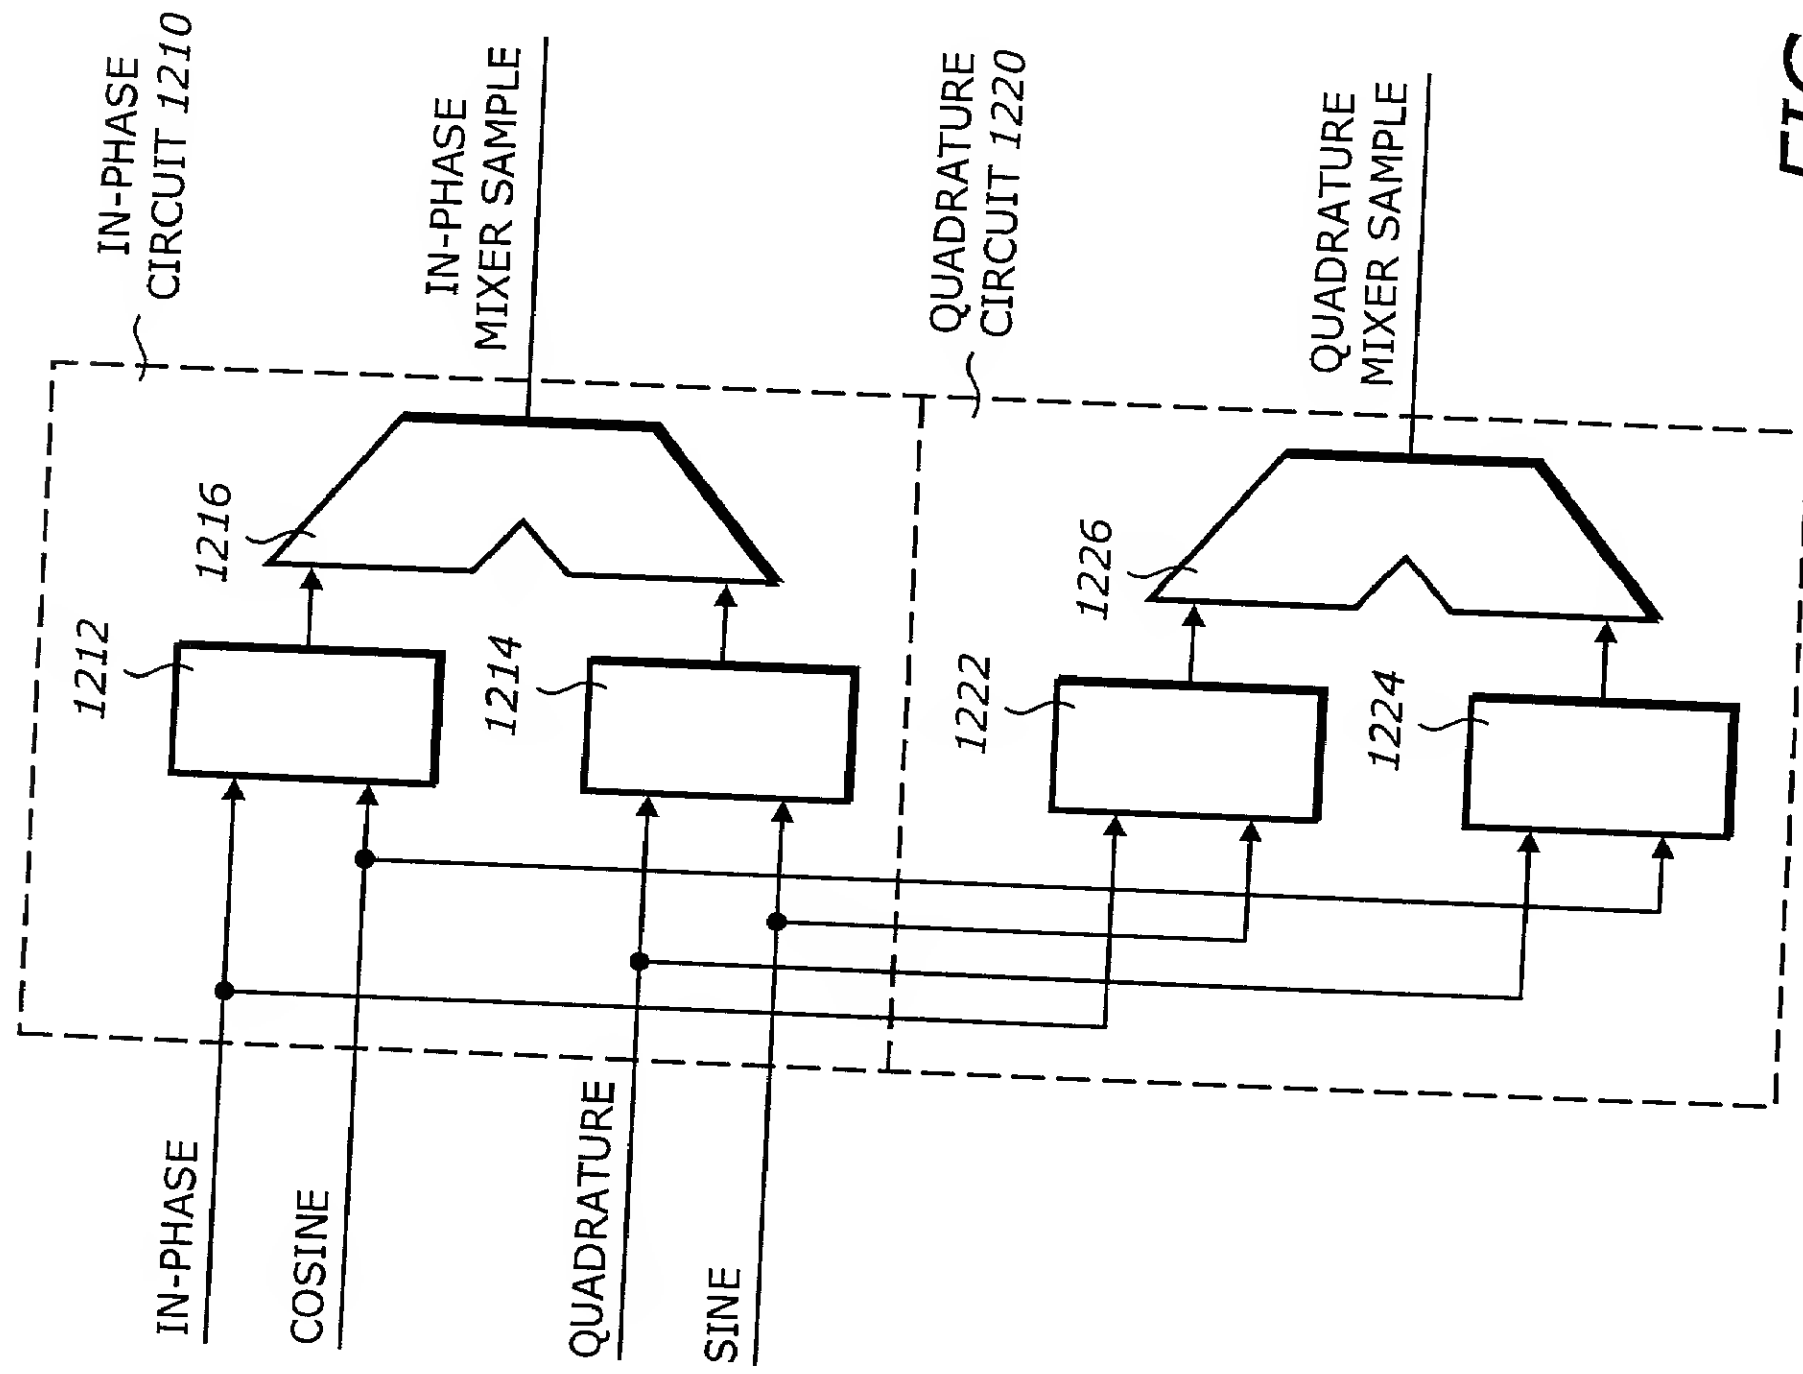 IN-PHASE
CIRCUIT 1210
IN-PHASE
MIXER SAMPLE
1216
1212
1214
IN-PHASE
COSINE
QUADRATURE
SINE
QUADRATURE
CIRCUIT 1220
QUADRATURE
MIXER SAMPLE
1226
1222
1224